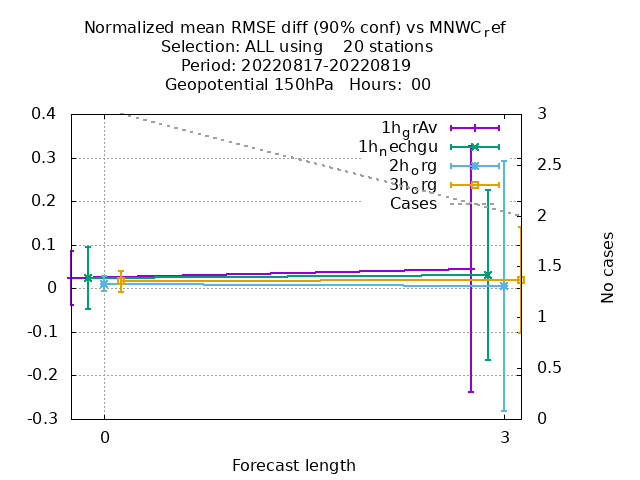 Normalized mean RMSE diff (90% conf) vs MNWC_ref
Selection: ALL using    20 stations
Period: 20220817-20220819
Geopotential 150hPa   Hours:  00
0.4
0.3
0.2
0.1
0
-0.1
-0.2
-0.3
3
2.5
2
1.5
1
0.5
0
1h_grAv
1h_nechgu
2h_org
3h_org
Cases
No cases
0
3
Forecast length